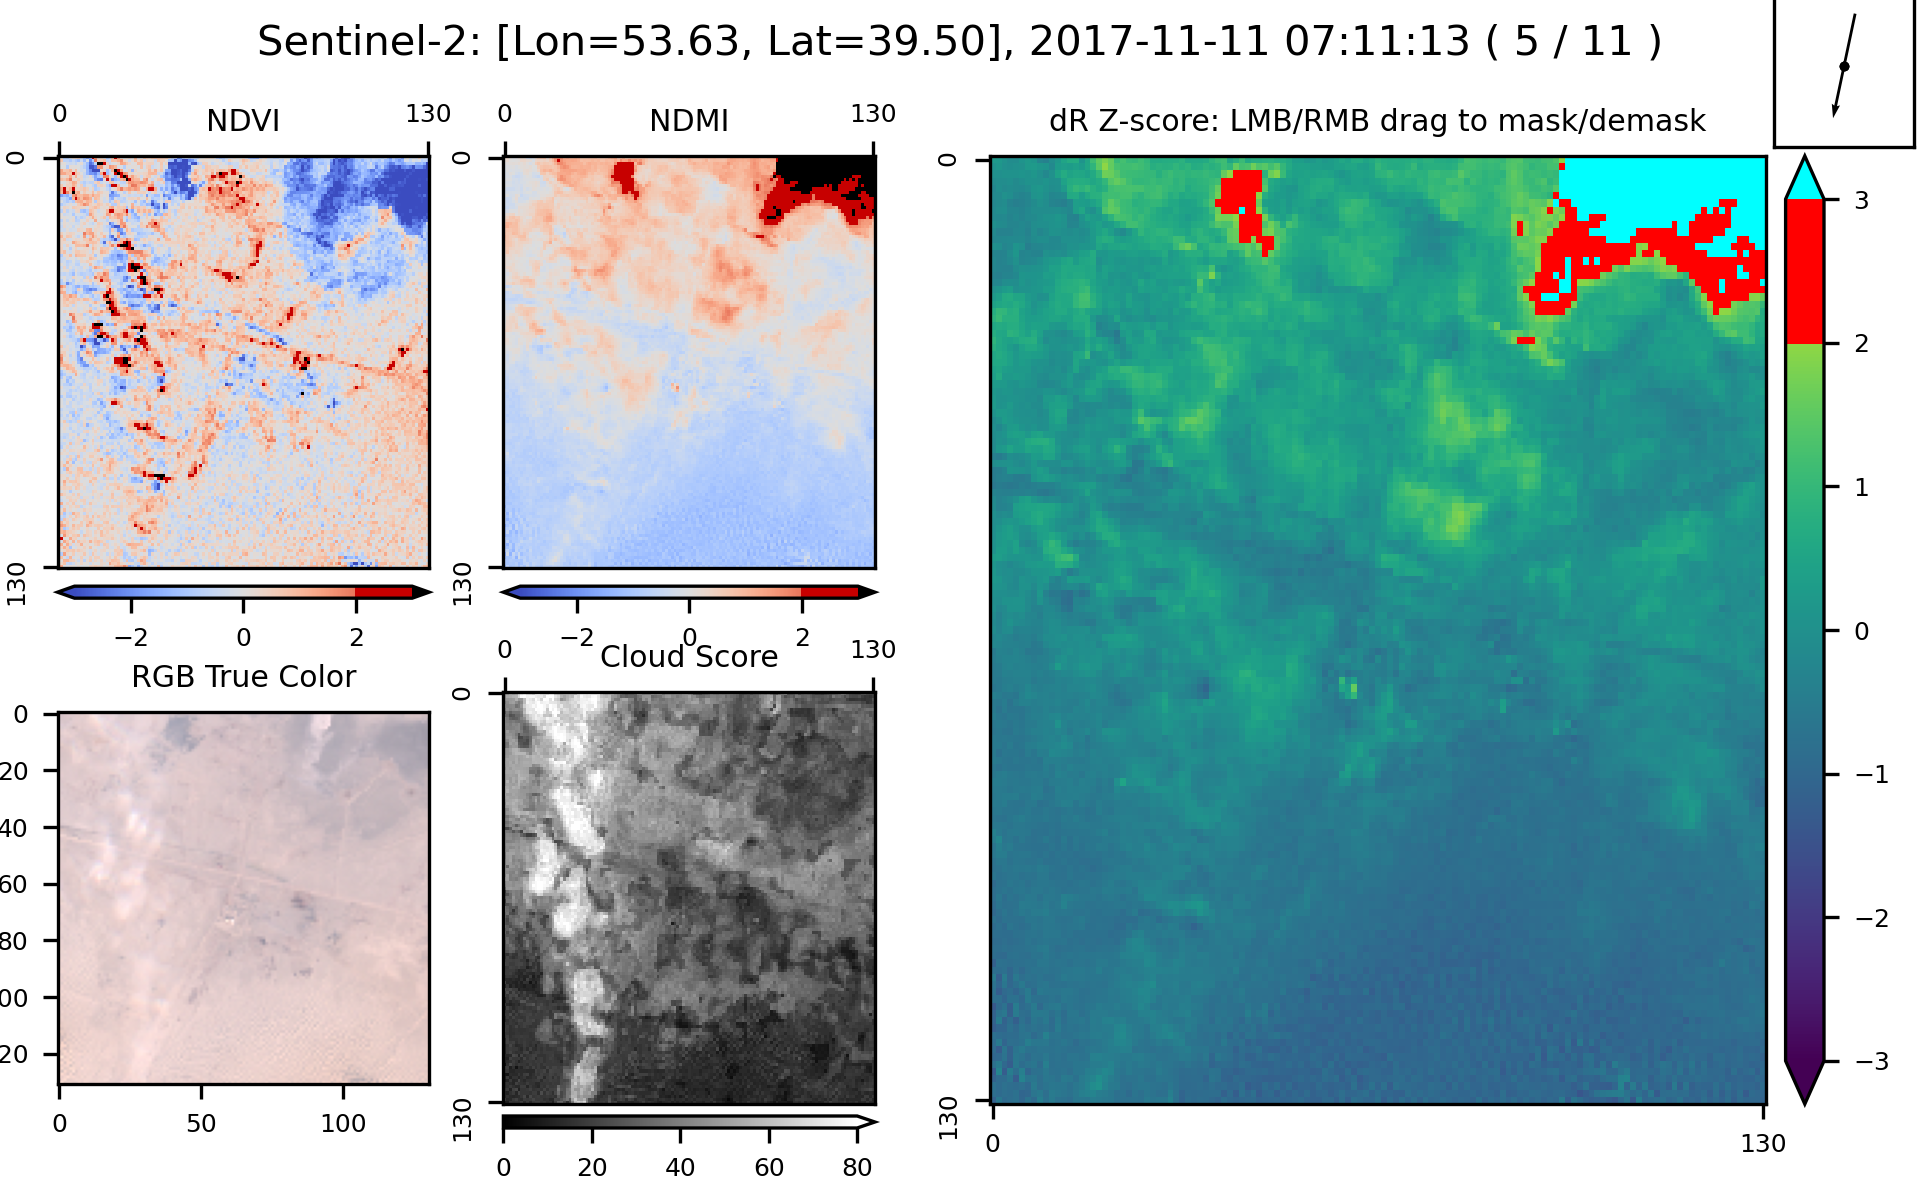 Sentinel-2: [Lon=53.63, Lat=39.50], 2017-11-11 07:11:13 ( 5 / 11 )
0 130
NDVI
0
130
−2 0 2
0 130
NDMI
0
130
−2 0 2
dR Z-score: LMB/RMB drag to mask/demask
0
130
0 130
3
2
1
0
−1
−2
−3
RGB True Color
0
20
40
60
80
00
20
0 50 100
0 130
Cloud Score
0
130
0 20 40 60 80